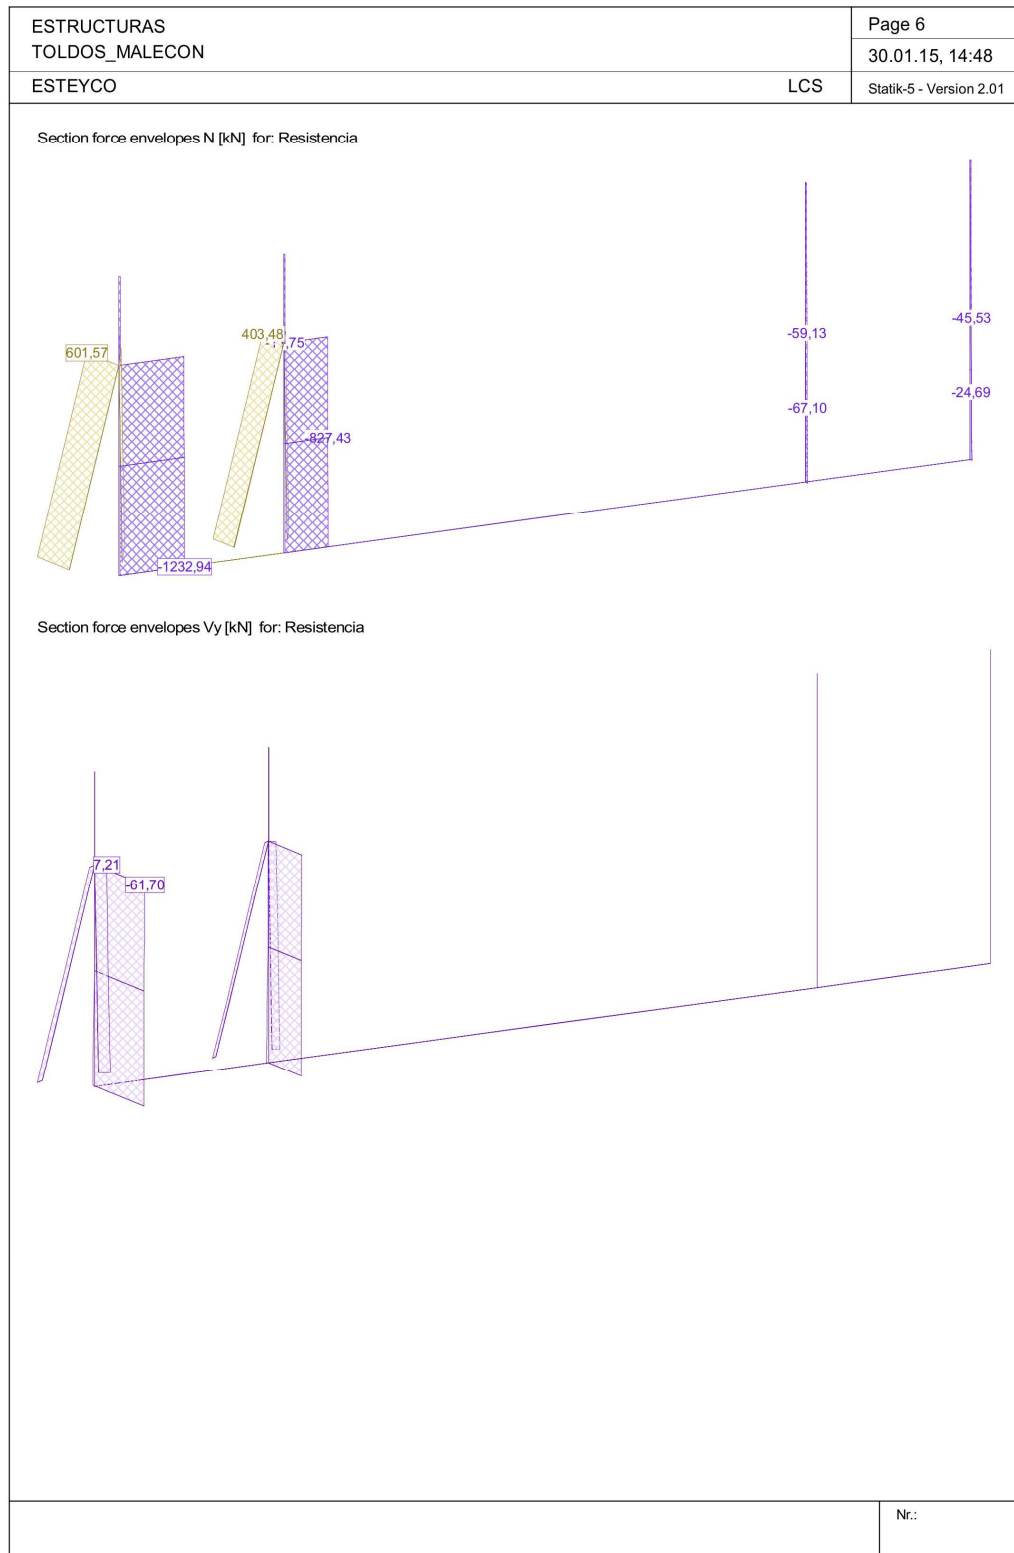 ESTRUCTURAS
TOLDOS_MALECON
Page 6
30.01.15, 14:48
ESTEYCO
LCS
Statik-5 - Version 2.01
Section force envelopes N [kN] for: Resistencia
601,57
403,48
-827,43
-1232,94
-59,13
-67,10
-45,53
-24,69
Section force envelopes Vy [kN] for: Resistencia
7,21
-61,70
Nr.: